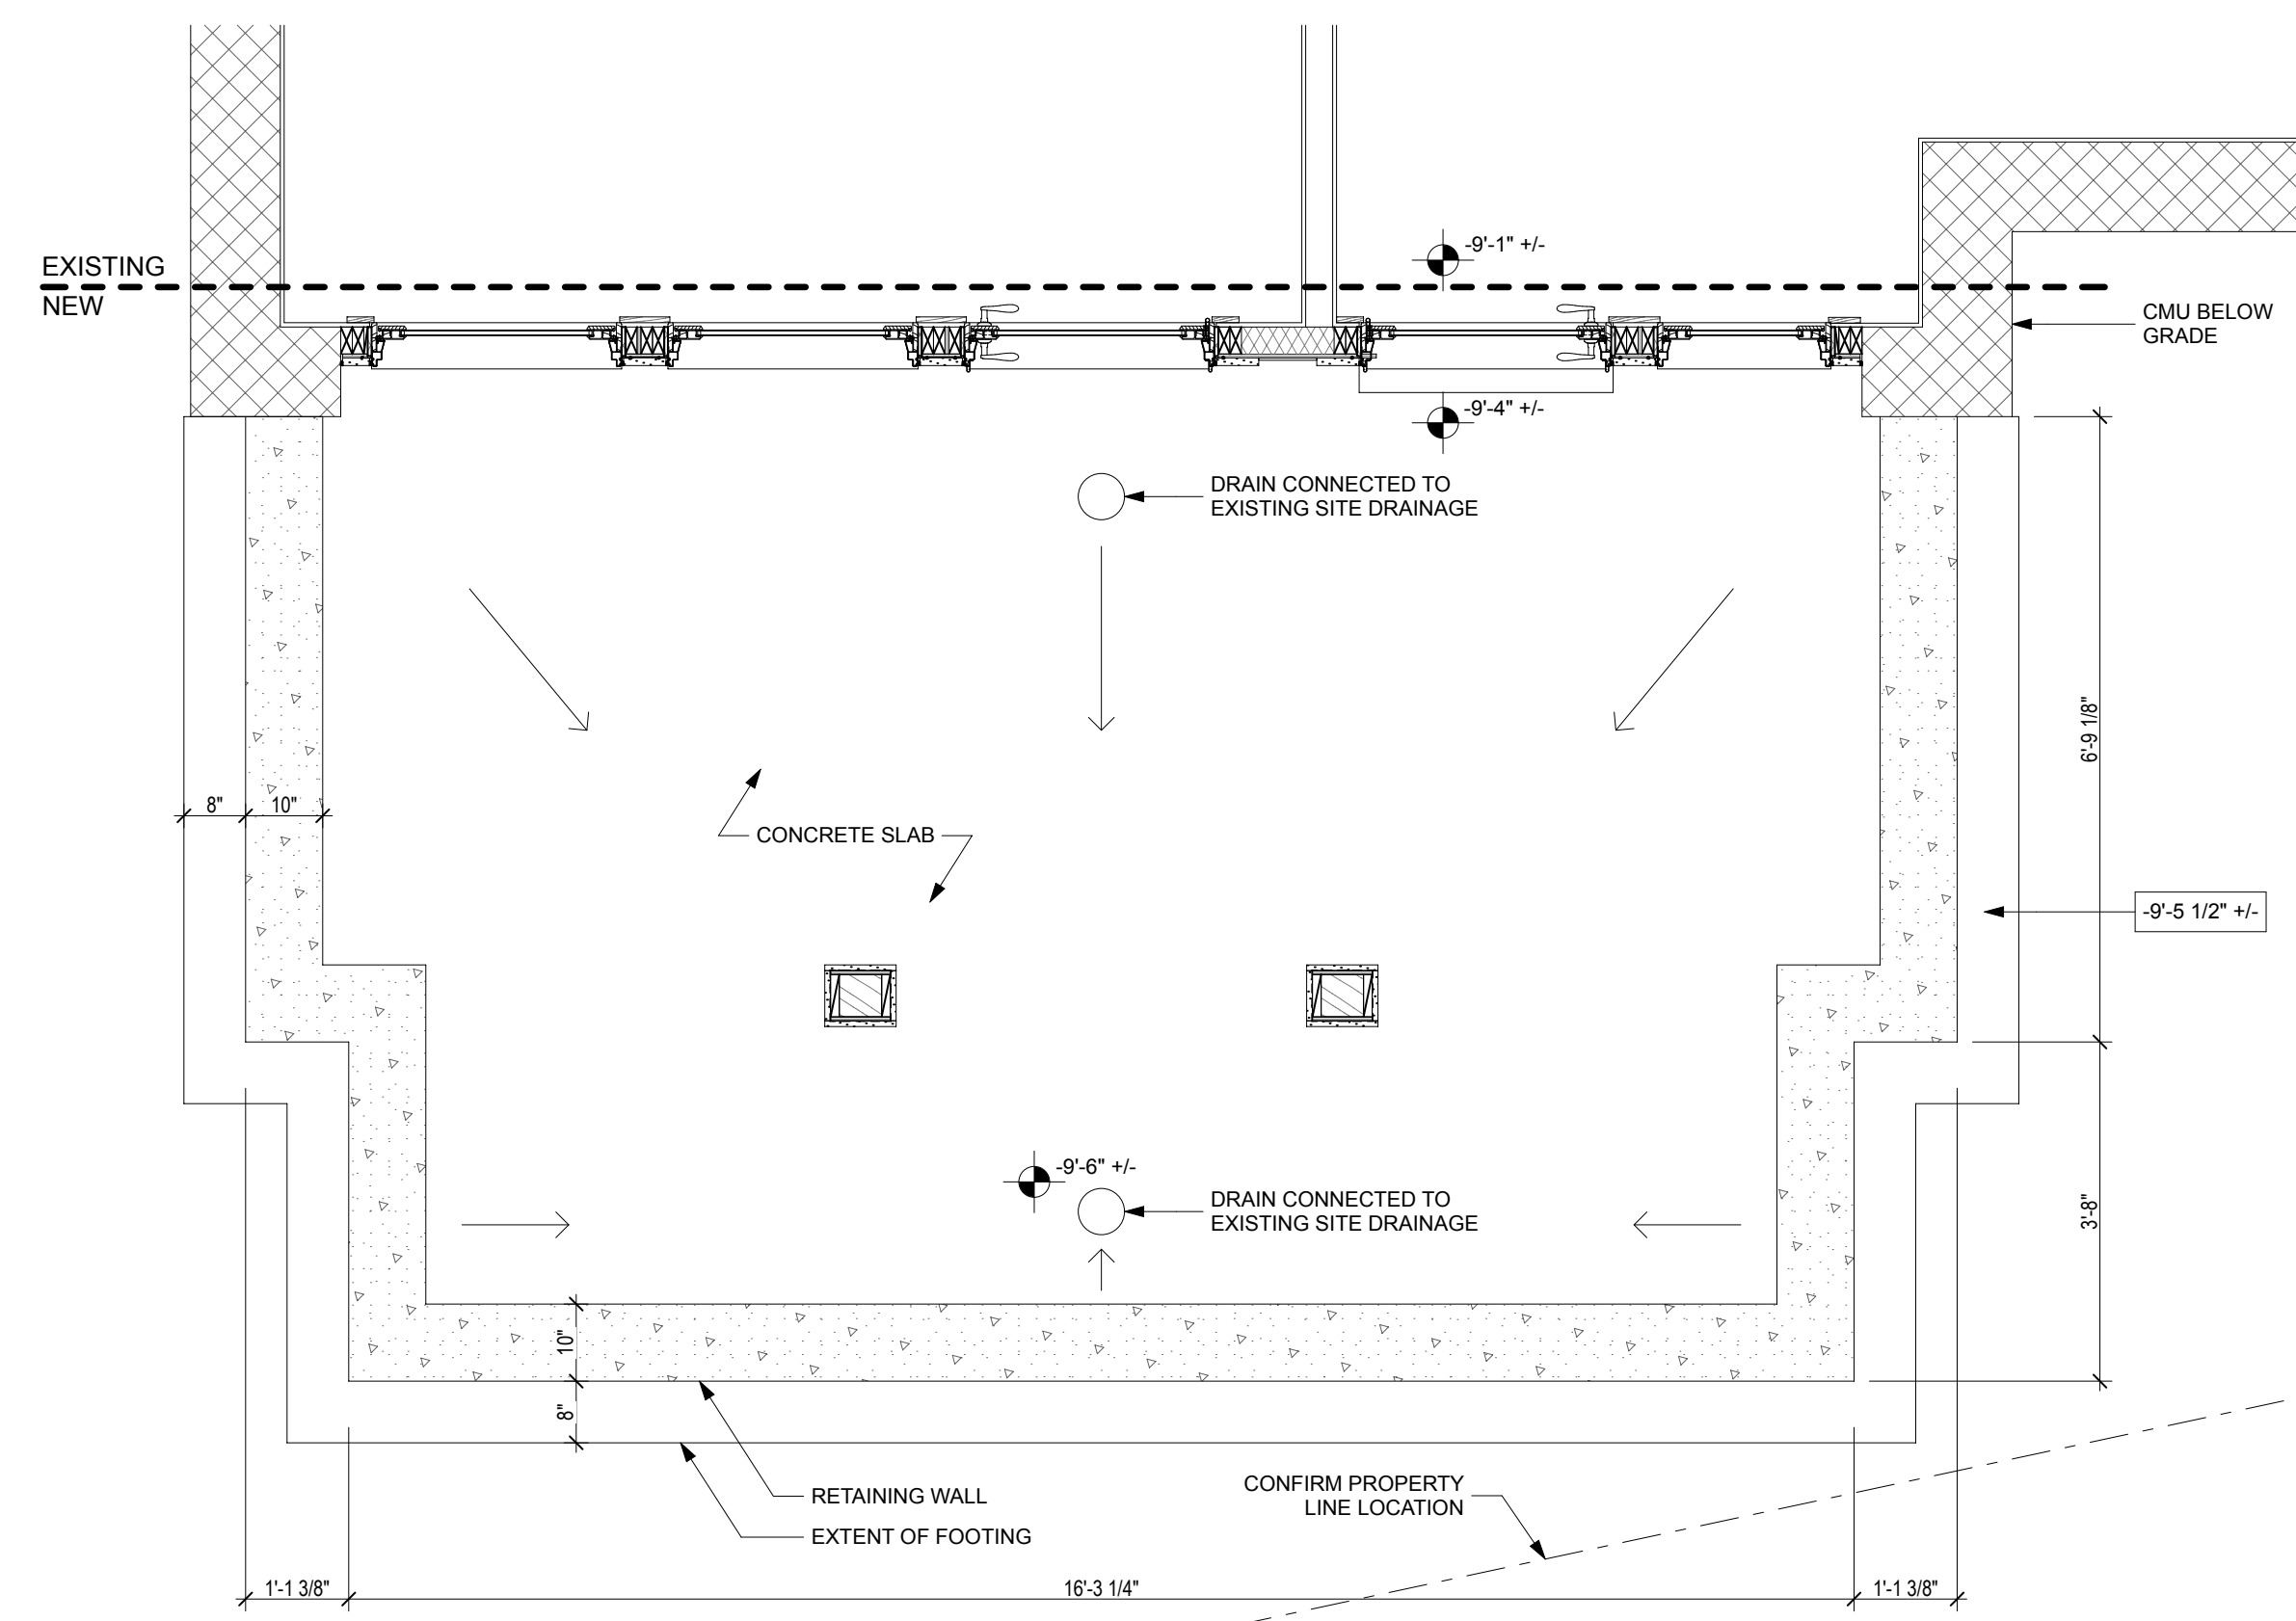 -9'-1" +/-
EXISTING
NEW
CMU BELOW
GRADE
-9'-4" +/-
DRAIN CONNECTED TO
EXISTING SITE DRAINAGE
6'-9 1/8"
8"
10"
CONCRETE SLAB
-9'-5 1/2" +/-
-9'-6" +/-
DRAIN CONNECTED TO
EXISTING SITE DRAINAGE
3'-8"
10"
8"
CONFIRM PROPERTY
LINE LOCATION
RETAINING WALL
EXTENT OF FOOTING
1'-1 3/8"
16'-3 1/4"
1'-1 3/8"